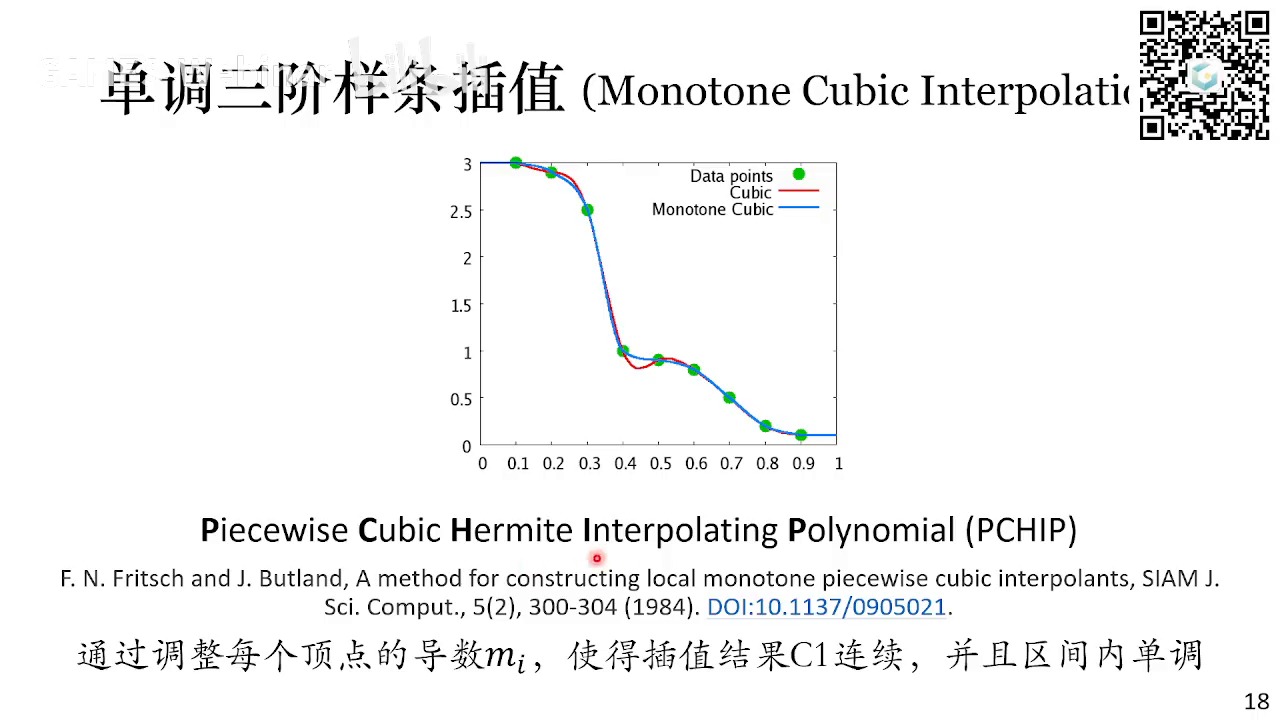 单调三阶样条插值 (Monotone Cubic Interpolatio
3
2.5
2
1.5
1
0.5
0
Data points
Cubic
Monotone Cubic
0 0.1 0.2 0.3 0.4 0.5 0.6 0.7 0.8 0.9 1
Piecewise Cubic Hermite Interpolating Polynomial (PCHIP)
F. N. Fritsch and J. Butland, A method for constructing local monotone piecewise cubic interpolants, SIAM J.
Sci. Comput., 5(2), 300-304 (1984). DOI:10.1137/0905021.
通过调整每个顶点的导数mᵢ，使得插值结果C1连续，并且区间内单调
18